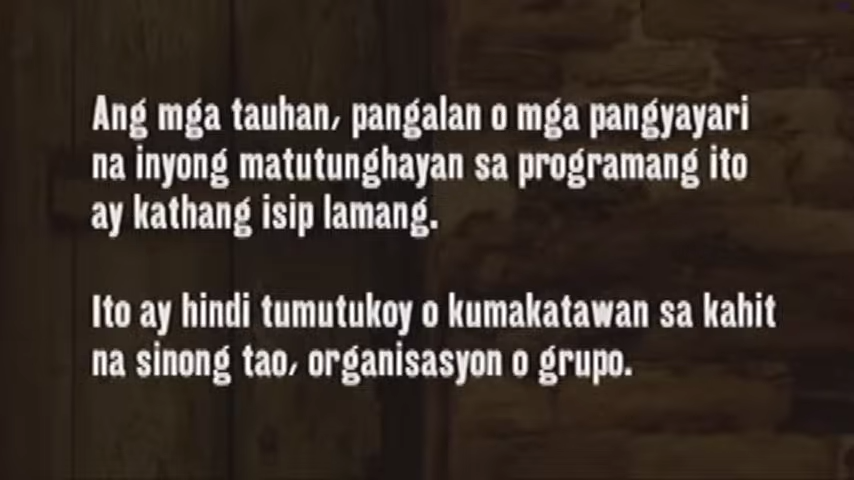 Ang mga tauhan, pangalan o mga pangyayari
na inyong matutunghayan sa programang ito
ay kathang isip lamang.
Ito ay hindi tumutukoy o kumakatawan sa kahit
na sinong tao, organisasyon o grupo.